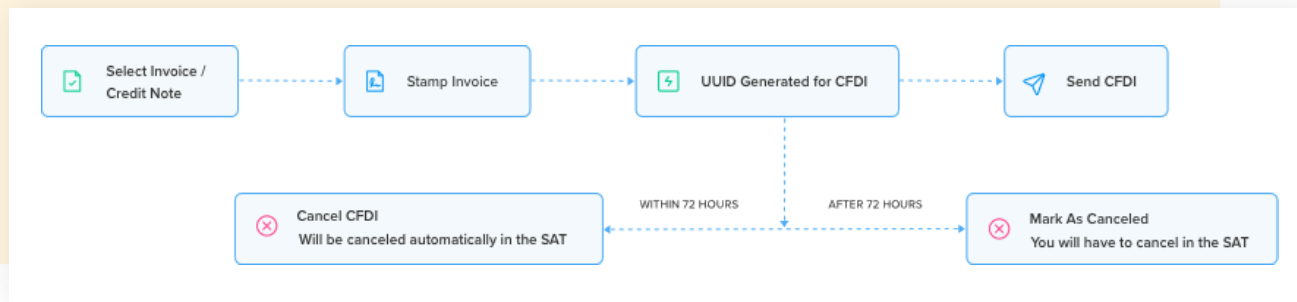 Select Invoice /
Credit Note
Stamp Invoice
UUID Generated for CFDI
Send CFDI
WITHIN 72 HOURS
AFTER 72 HOURS
Cancel CFDI
Will be canceled automatically in the SAT
Mark As Canceled
You will have to cancel in the SAT